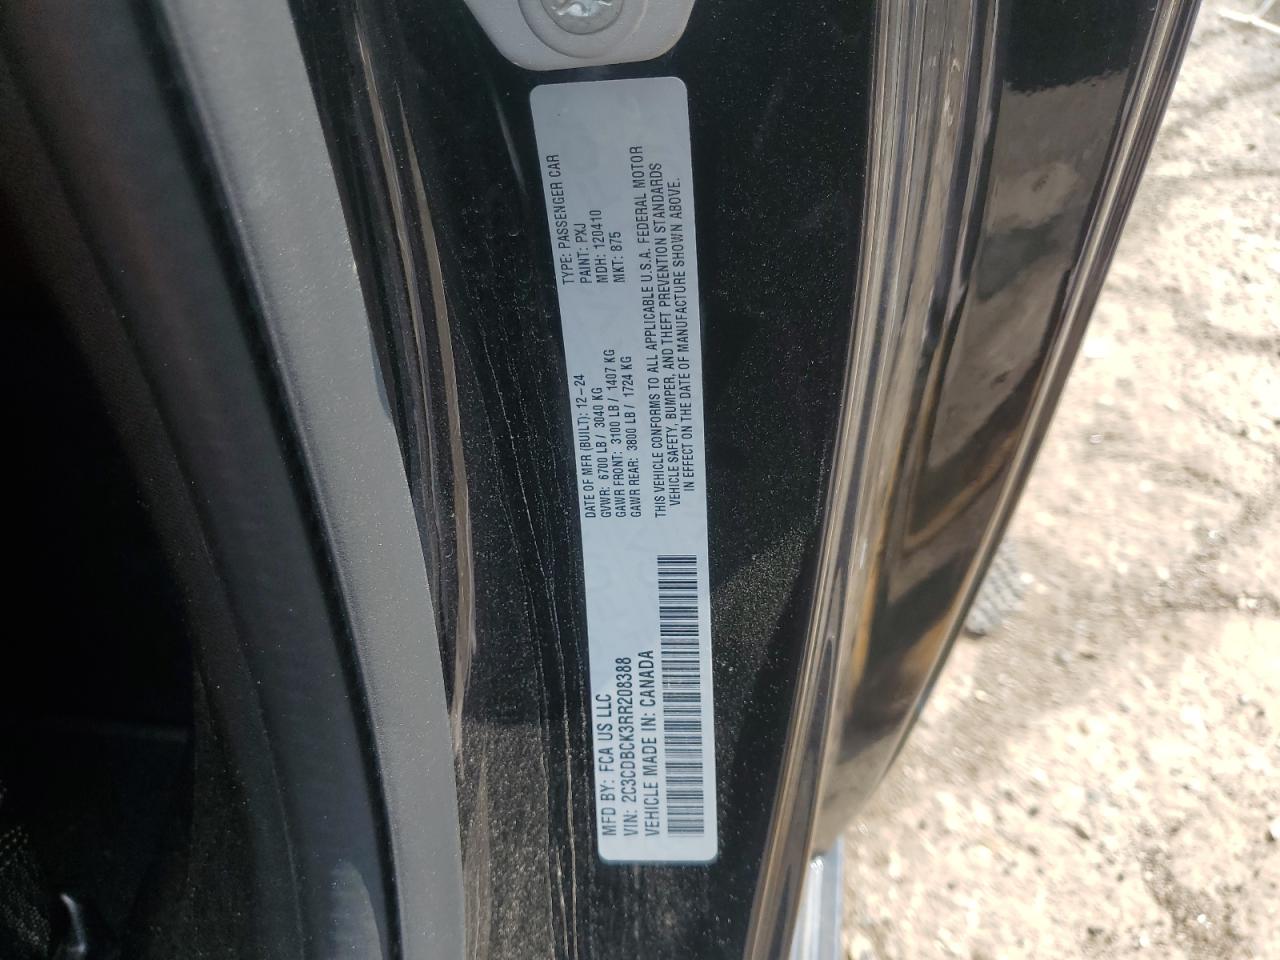 MFD BY: FCA US LLC
VIN: 2C3CDBCK3RR208388
VEHICLE MADE IN: CANADA
DATE OF MFR (BUILT): 12-24
GVWR: 6700 LB / 3040 KG
GAWR FRONT: 3100 LB / 1407 KG
GAWR REAR: 3800 LB / 1724 KG
TYPE: PASSENGER CAR
PAINT: PXJ
MDH: 120410
MKT: 875
THIS VEHICLE CONFORMS TO ALL APPLICABLE U.S.A. FEDERAL MOTOR
VEHICLE SAFETY, BUMPER, AND THEFT PREVENTION STANDARDS
IN EFFECT ON THE DATE OF MANUFACTURE SHOWN ABOVE.